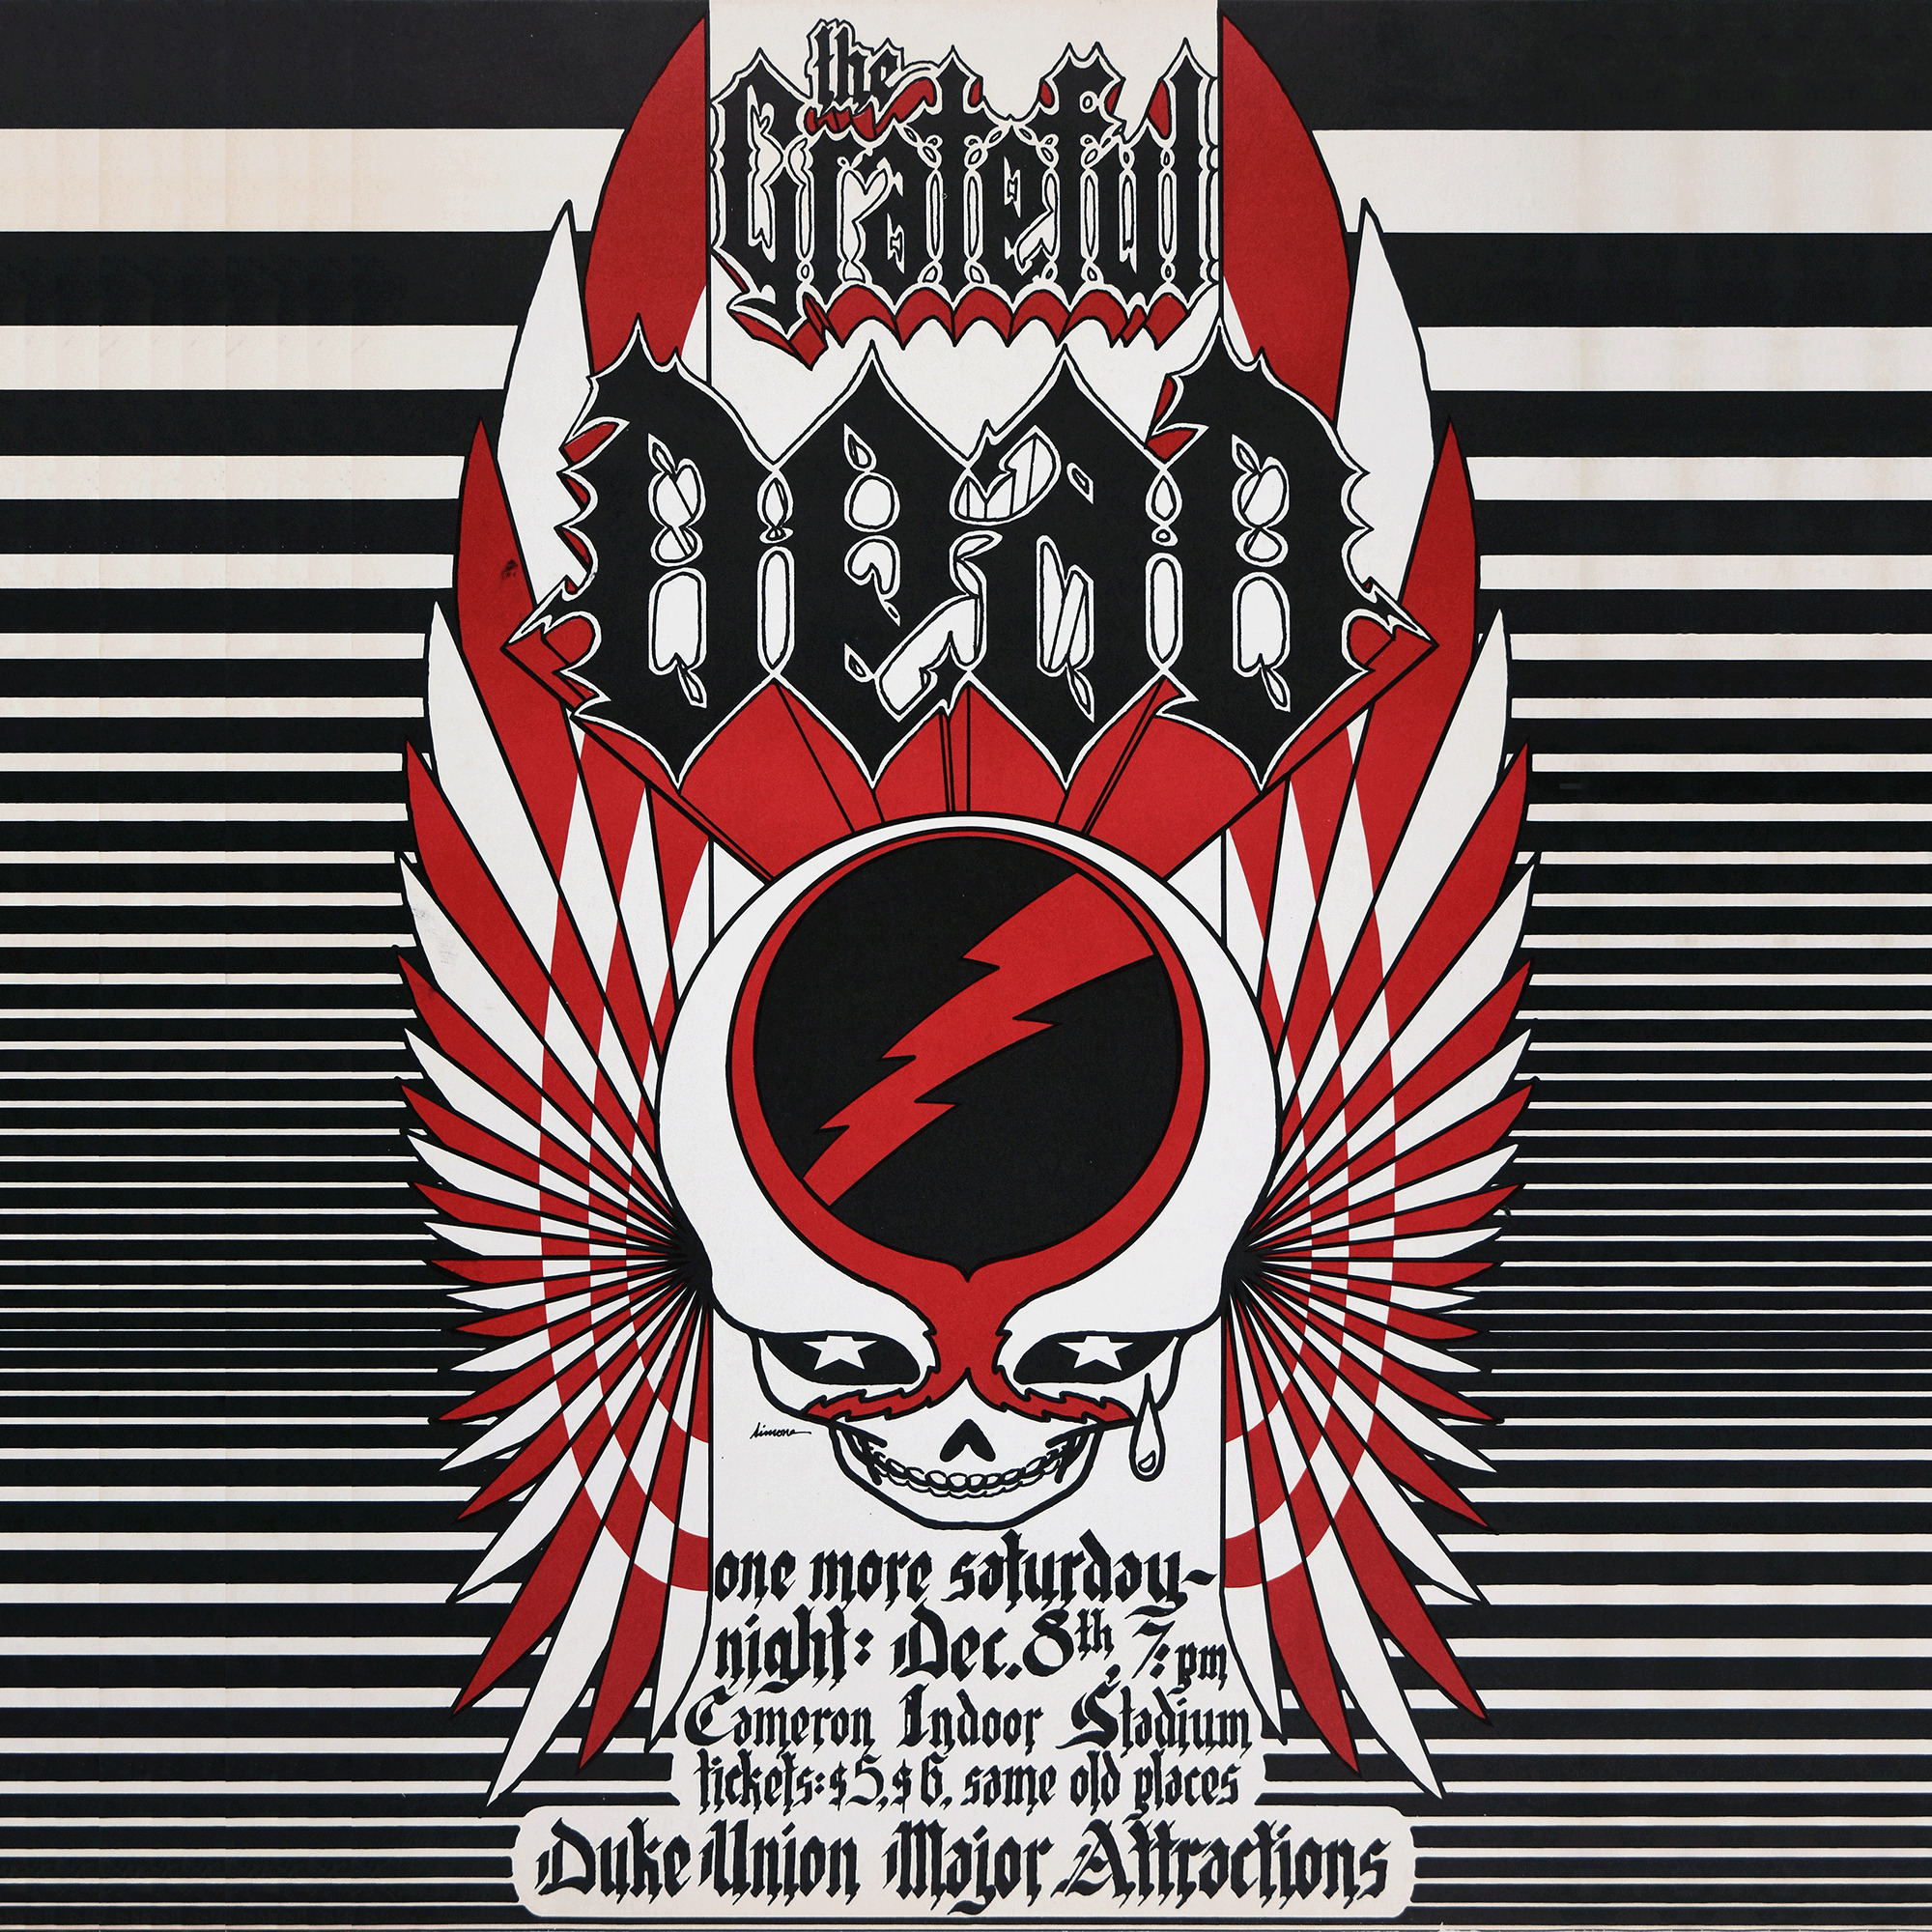 the
Grateful
Dead
simone
one more saturday-
night: Dec. 8th, 7:pm
Cameron Indoor Stadium
tickets: $5, $6, same old places
Duke Union Major Attractions